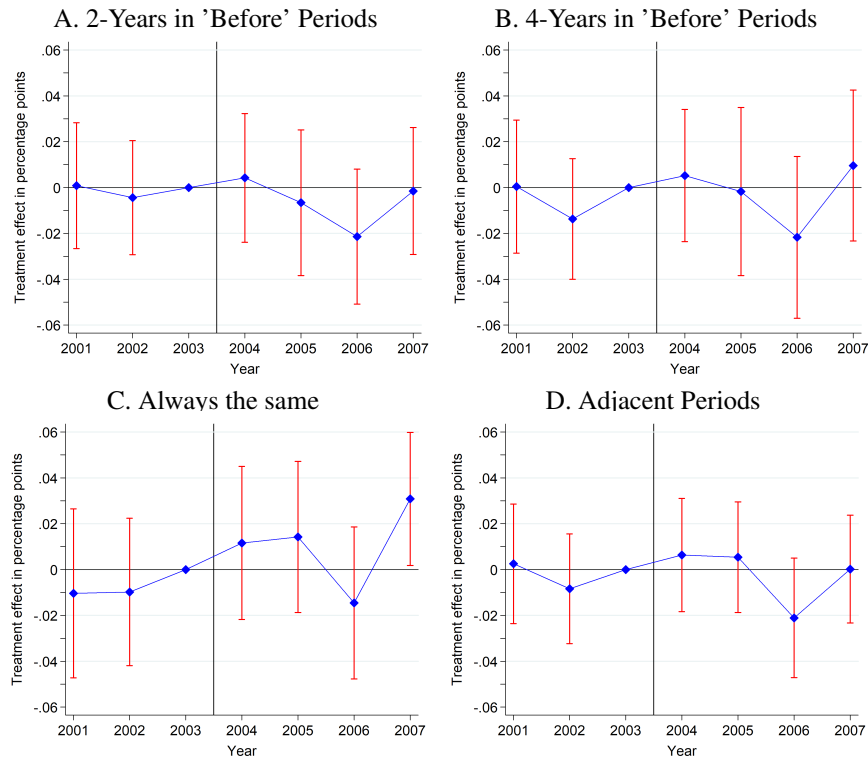 A. 2-Years in ’Before’ Periods
Treatment effect in percentage points
.06
.04
.02
0
-.02
-.04
-.06
2001 2002 2003 2004 2005 2006 2007
Year
B. 4-Years in ’Before’ Periods
Treatment effect in percentage points
.06
.04
.02
0
-.02
-.04
-.06
2001 2002 2003 2004 2005 2006 2007
Year
C. Always the same
Treatment effect in percentage points
.06
.04
.02
0
-.02
-.04
-.06
2001 2002 2003 2004 2005 2006 2007
Year
D. Adjacent Periods
Treatment effect in percentage points
.06
.04
.02
0
-.02
-.04
-.06
2001 2002 2003 2004 2005 2006 2007
Year